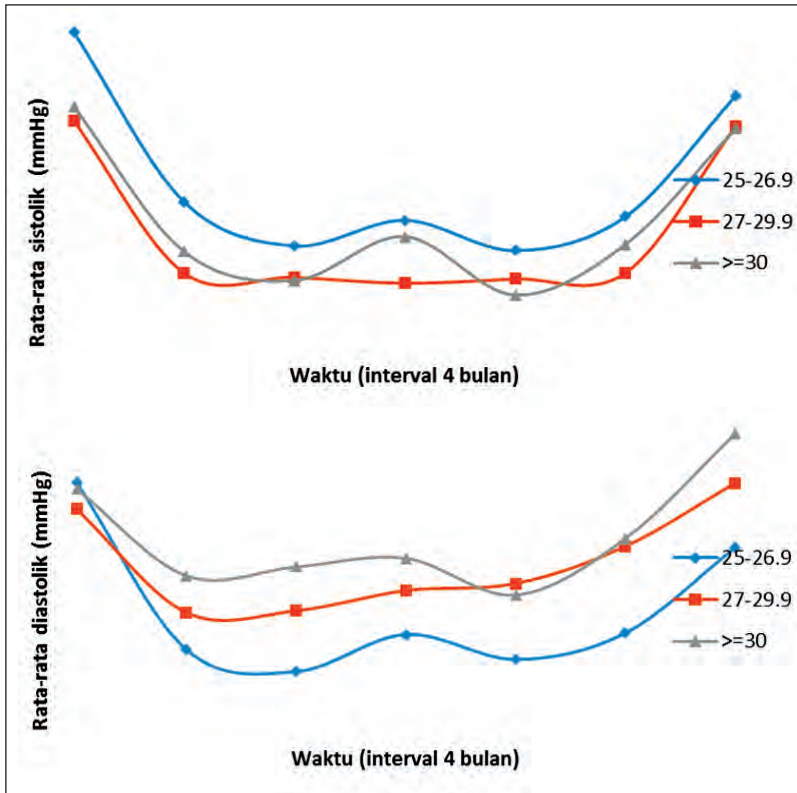 Rata-rata sistolik (mmHg)
25-26.9
27-29.9
>=30
Waktu (interval 4 bulan)
Rata-rata diastolik (mmHg)
25-26.9
27-29.9
>=30
Waktu (interval 4 bulan)